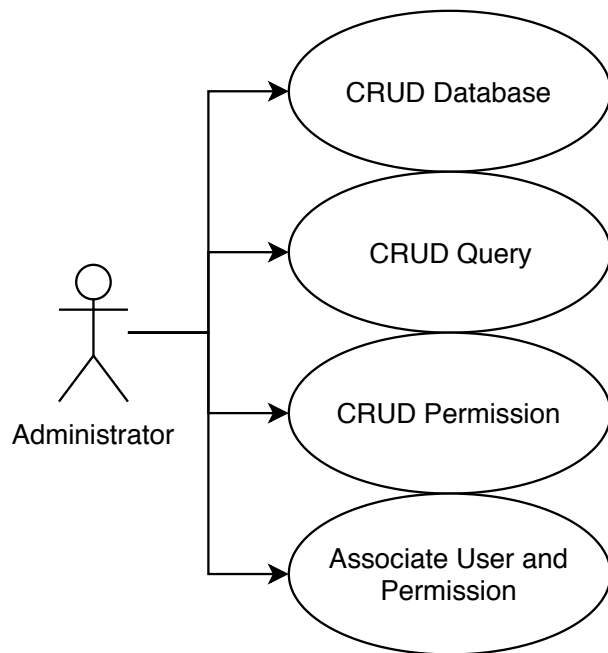 CRUD Database
CRUD Query
Administrator
CRUD Permission
Associate User and
Permission